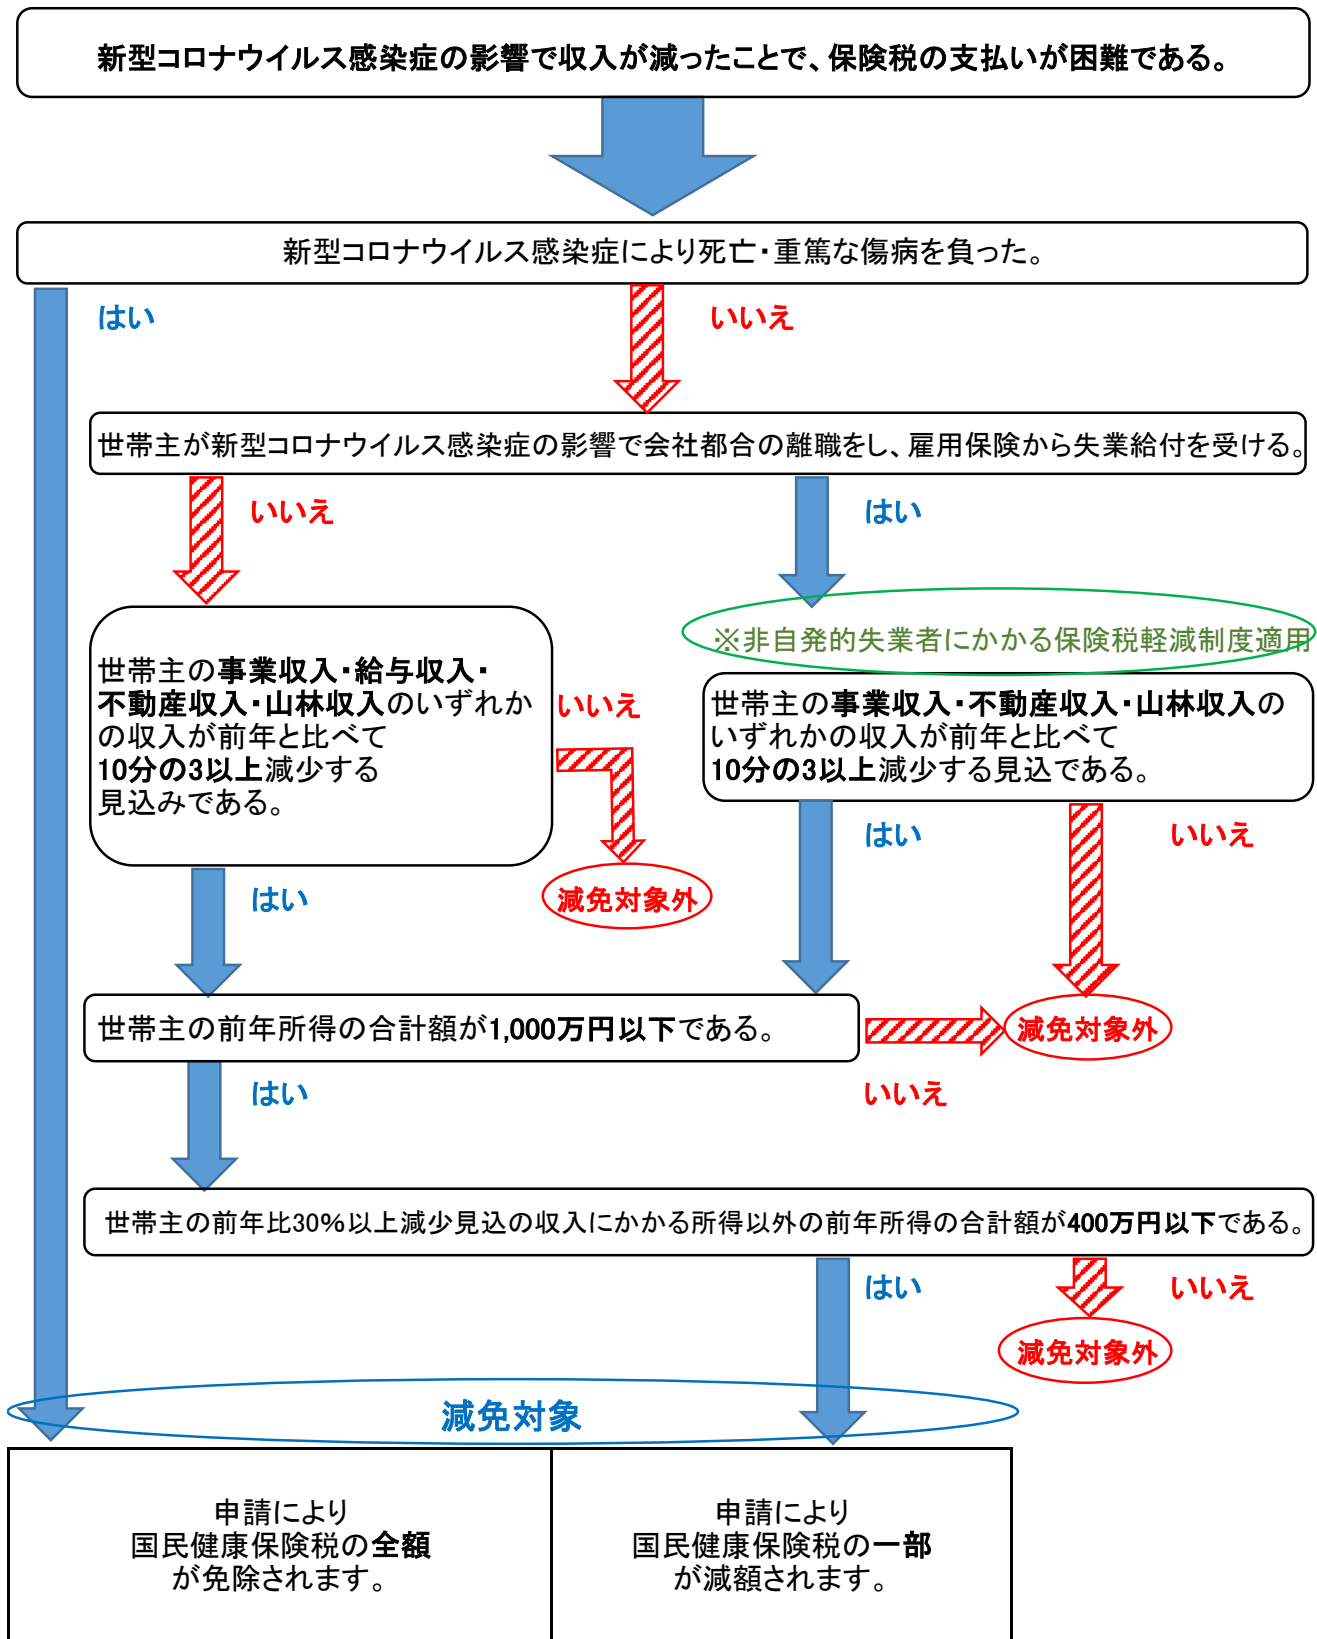 新型コロナウイルス感染症の影響で収入が減ったことで、保険税の支払いが困難である。
新型コロナウイルス感染症により死亡・重篤な傷病を負った。
はい
いいえ
世帯主が新型コロナウイルス感染症の影響で会社都合の離職をし、雇用保険から失業給付を受ける。
いいえ
はい
※非自発的失業者にかかる保険税軽減制度適用
世帯主の事業収入・給与収入・
不動産収入・山林収入のいずれか
の収入が前年と比べて
10分の3以上減少する
見込みである。
いいえ
世帯主の事業収入・不動産収入・山林収入の
いずれかの収入が前年と比べて
10分の3以上減少する見込である。
はい
いいえ
はい
減免対象外
世帯主の前年所得の合計額が1,000万円以下である。
減免対象外
はい
いいえ
世帯主の前年比30%以上減少見込の収入にかかる所得以外の前年所得の合計額が400万円以下である。
はい
いいえ
減免対象外
減免対象
申請により
国民健康保険税の全額
が免除されます。
申請により
国民健康保険税の一部
が減額されます。